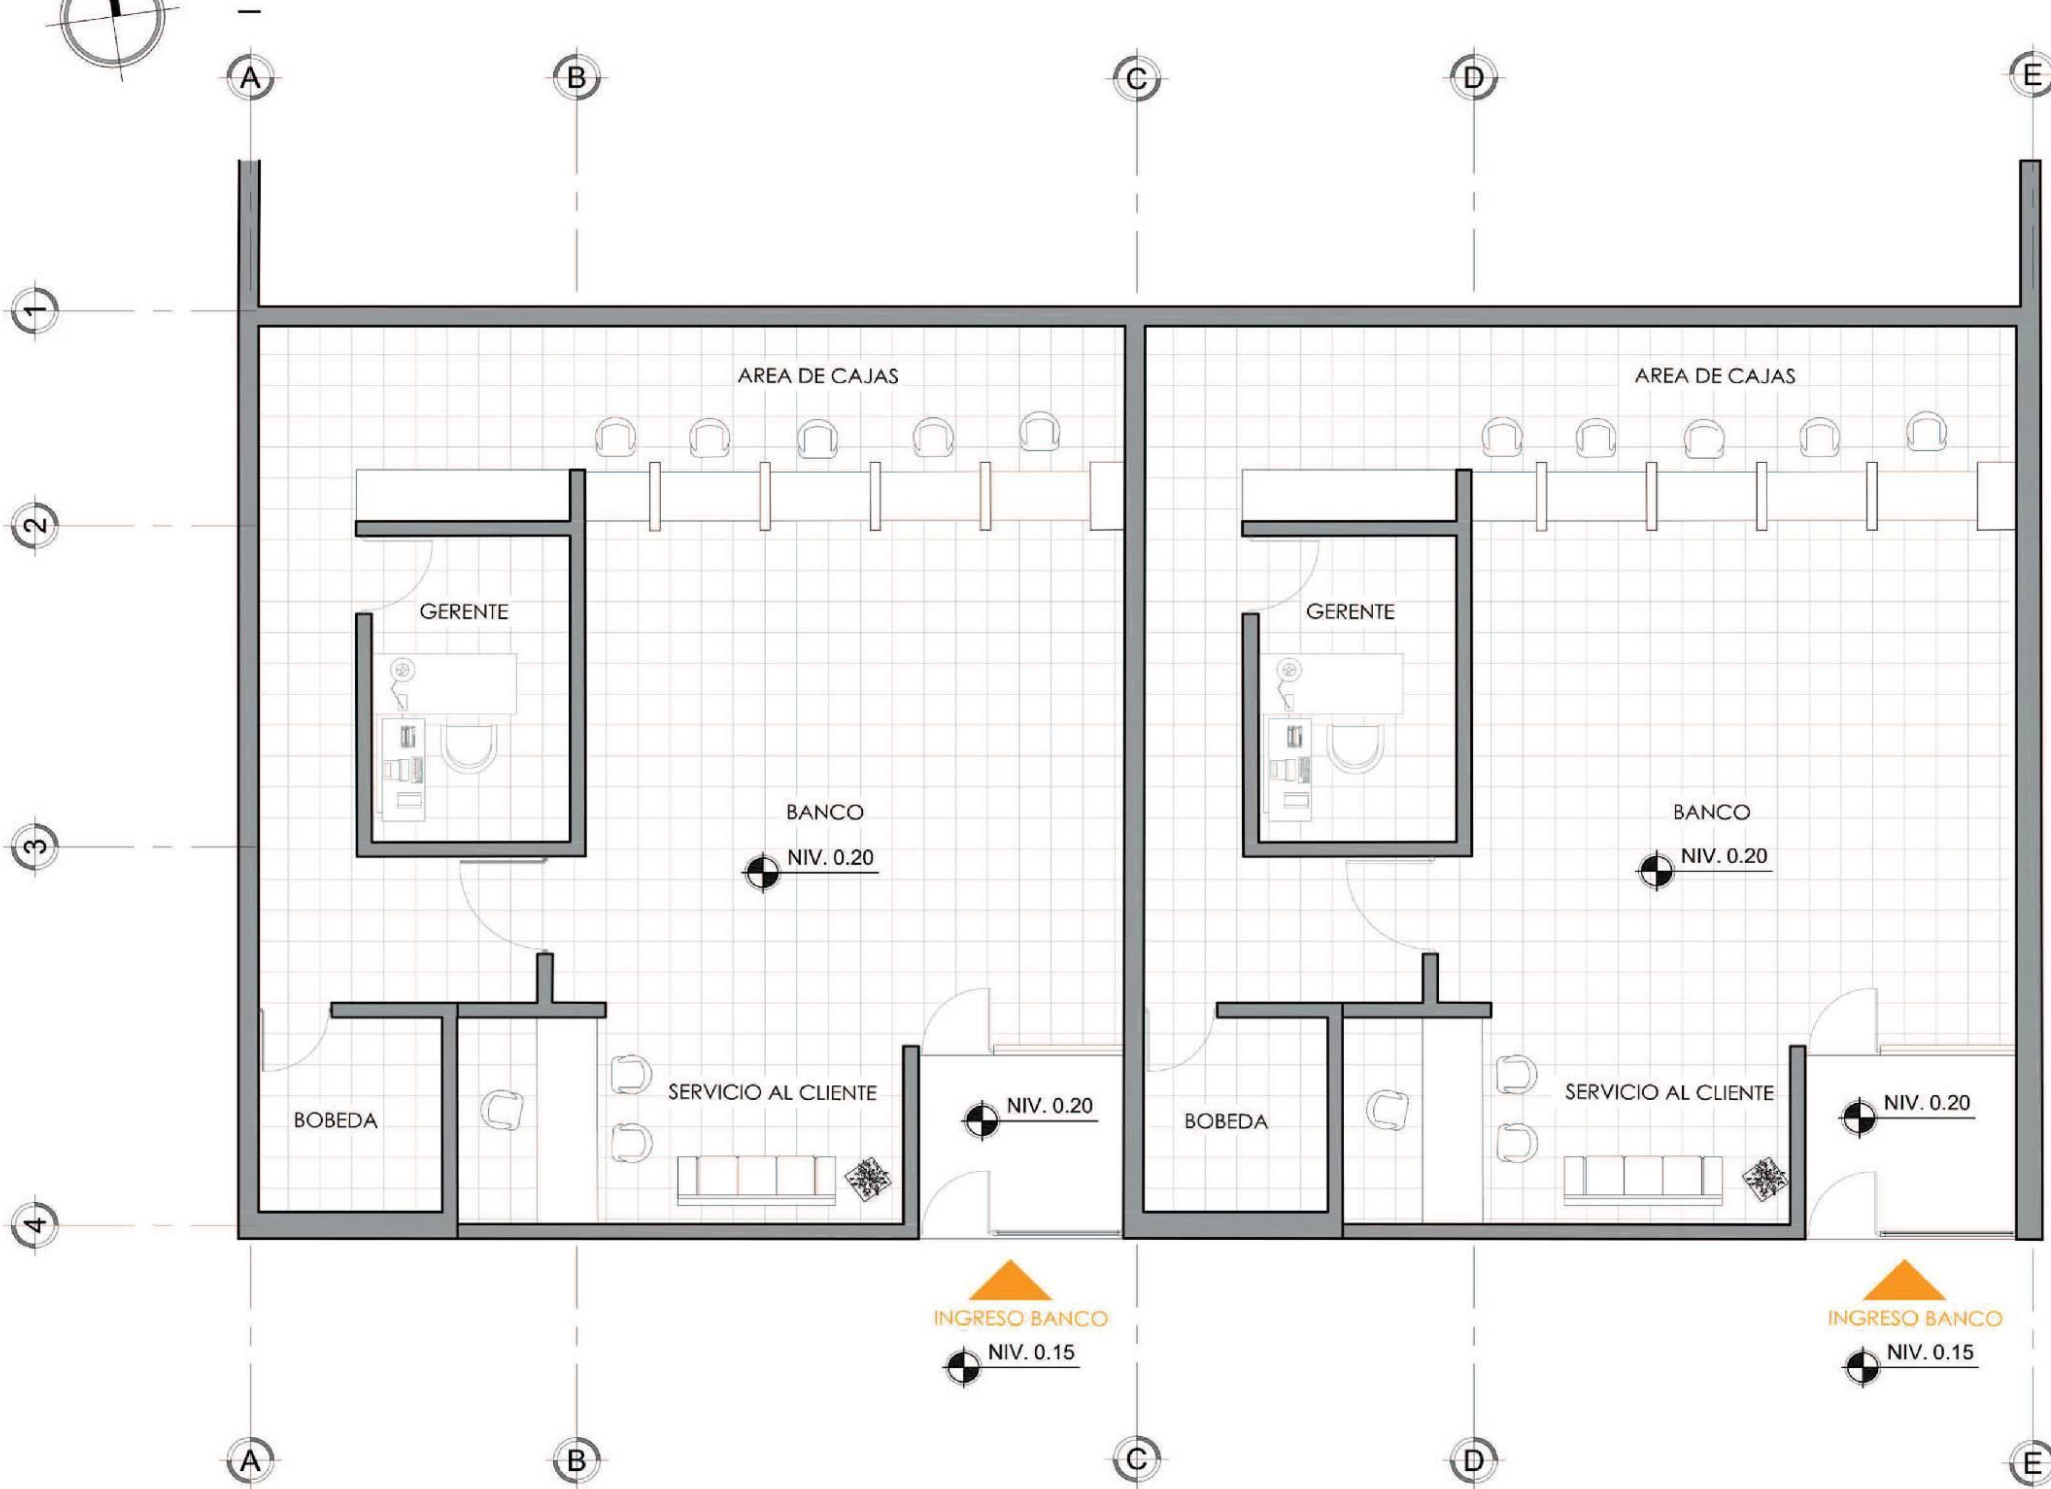 A B C D E
1
AREA DE CAJAS AREA DE CAJAS
2
GERENTE GERENTE
BANCO BANCO
3
NIV. 0.20 NIV. 0.20
SERVICIO AL CLIENTE SERVICIO AL CLIENTE
NIV. 0.20 NIV. 0.20
BOBEDA BOBEDA
4
INGRESO BANCO INGRESO BANCO
NIV. 0.15 NIV. 0.15
A B C D E